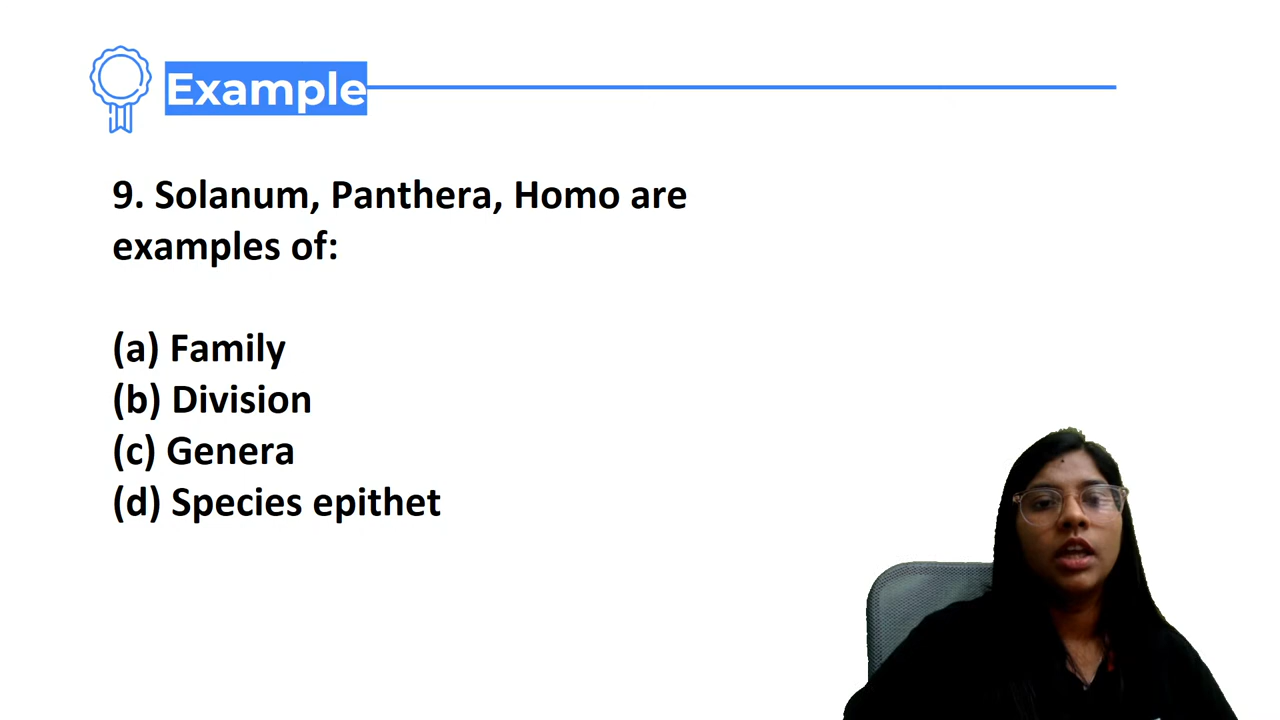 Example
9. Solanum, Panthera, Homo are
examples of:
(a) Family
(b) Division
(c) Genera
(d) Species epithet